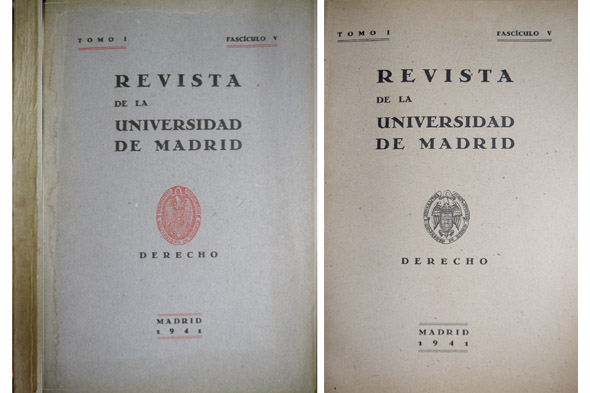 TOMO I FASCÍCULO V
REVISTA
DE LA
UNIVERSIDAD
DE MADRID
DERECHO
MADRID
1941
TOMO I FASCÍCULO V
REVISTA
DE LA
UNIVERSIDAD
DE MADRID
DERECHO
MADRID
1941